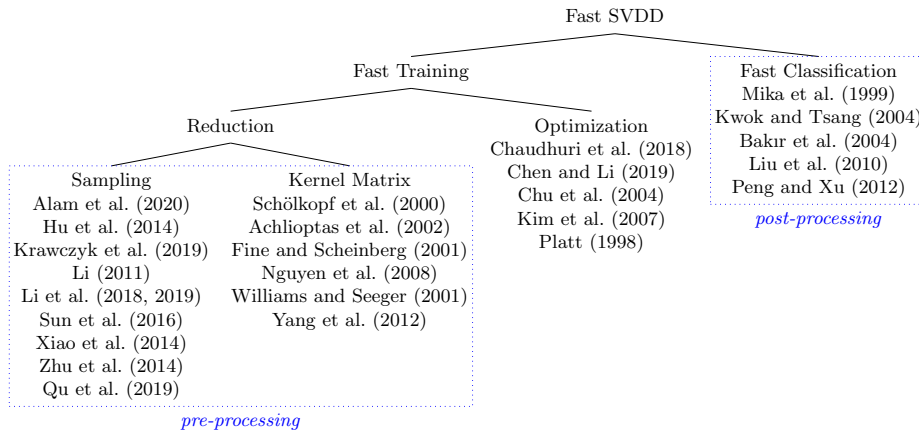 Fast SVDD
Fast Training
Fast Classification
Mika et al. (1999)
Kwok and Tsang (2004)
Bakır et al. (2004)
Liu et al. (2010)
Peng and Xu (2012)
post-processing
Reduction
Optimization
Chaudhuri et al. (2018)
Chen and Li (2019)
Chu et al. (2004)
Kim et al. (2007)
Platt (1998)
Sampling
Alam et al. (2020)
Hu et al. (2014)
Krawczyk et al. (2019)
Li (2011)
Li et al. (2018, 2019)
Sun et al. (2016)
Xiao et al. (2014)
Zhu et al. (2014)
Qu et al. (2019)
Kernel Matrix
Schölkopf et al. (2000)
Achlioptas et al. (2002)
Fine and Scheinberg (2001)
Nguyen et al. (2008)
Williams and Seeger (2001)
Yang et al. (2012)
pre-processing